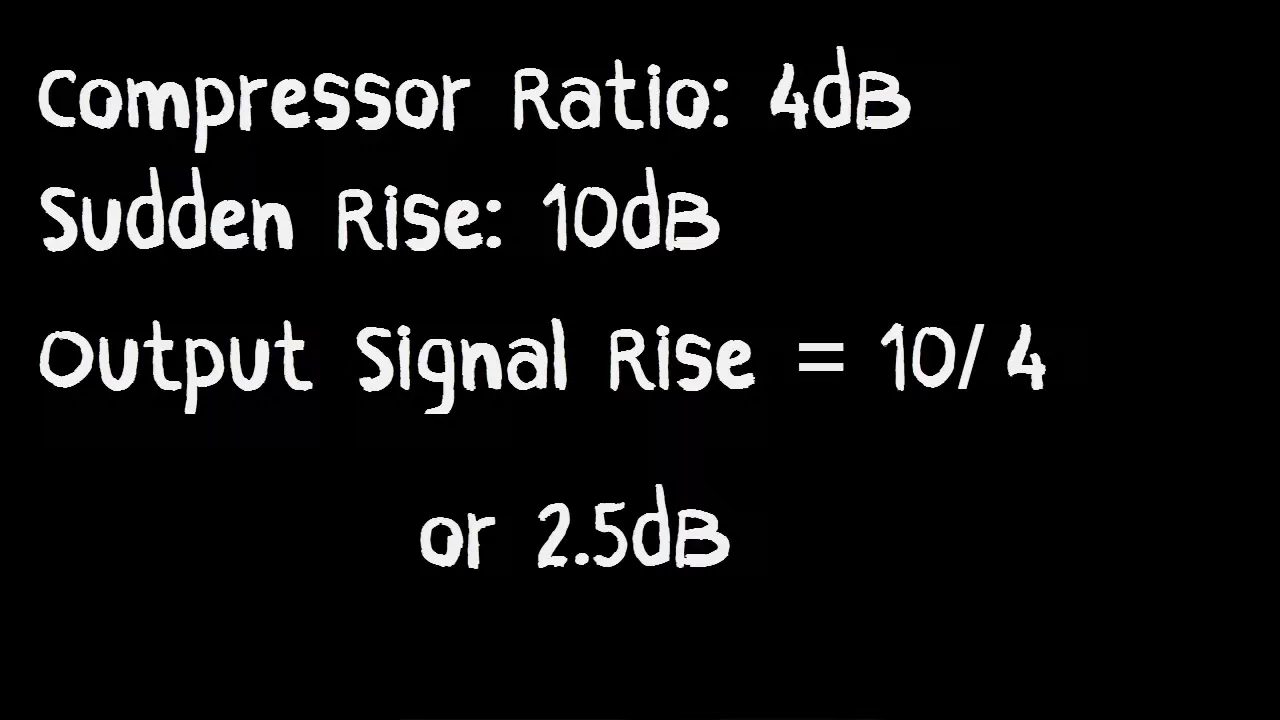 Compressor Ratio: 4dB
Sudden Rise: 10dB
Output Signal Rise = 10/ 4
or 2.5dB